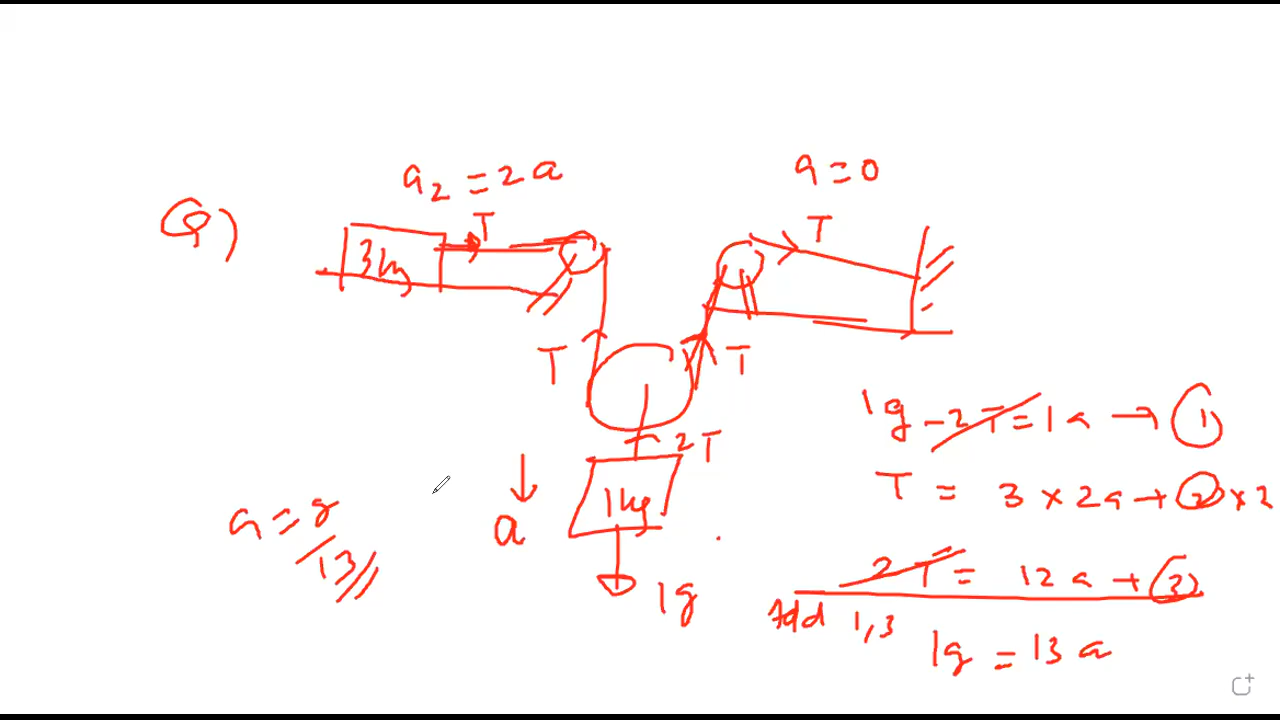 a₂ = 2a
a = 0
Q)
T
T
3kg
T
T
2T
1g - 2T = 1a → ①
T = 3 × 2a → ② × 2
a
1kg
a = g/13
2T = 12a → ③
1g
Add 1,3
1g = 13a